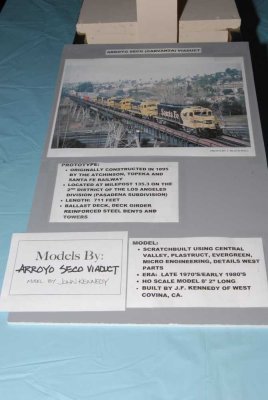 ARROYO SECO (GARVANZA) VIADUCT
Santa Fe
PROTOTYPE:
• ORIGINALLY CONSTRUCTED IN 1895
BY THE ATCHISON, TOPEKA AND
SANTA FE RAILWAY
• LOCATED AT MILEPOST 135.3 ON THE
2ND DISTRICT OF THE LOS ANGELES
DIVISION (PASADENA SUBDIVISION)
• LENGTH: 711 FEET
• BALLAST DECK, DECK GIRDER
REINFORCED STEEL BENTS AND
TOWERS
Models By:
ARROYO SECO VIADUCT
MODEL BY JOHN KENNEDY
MODEL:
• SCRATCHBUILT USING CENTRAL
VALLEY, PLASTRUCT, EVERGREEN,
MICRO ENGINEERING, DETAILS WEST
PARTS
• ERA: LATE 1970'S/EARLY 1980'S
• HO SCALE MODEL 8' 2" LONG
• BUILT BY J.F. KENNEDY OF WEST
COVINA, CA.